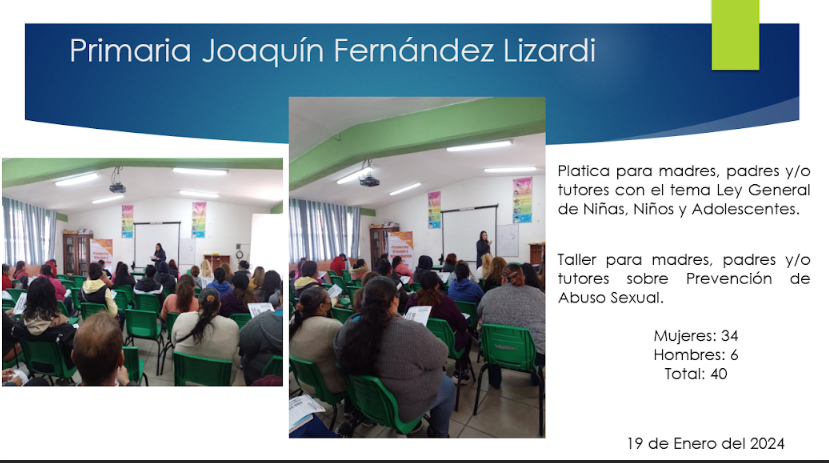 Primaria Joaquín Fernández Lizardi
Platica para madres, padres y/o
tutores con el tema Ley General
de Niñas, Niños y Adolescentes.
Taller para madres, padres y/o
tutores sobre Prevención de
Abuso Sexual.
Mujeres: 34
Hombres: 6
Total: 40
19 de Enero del 2024